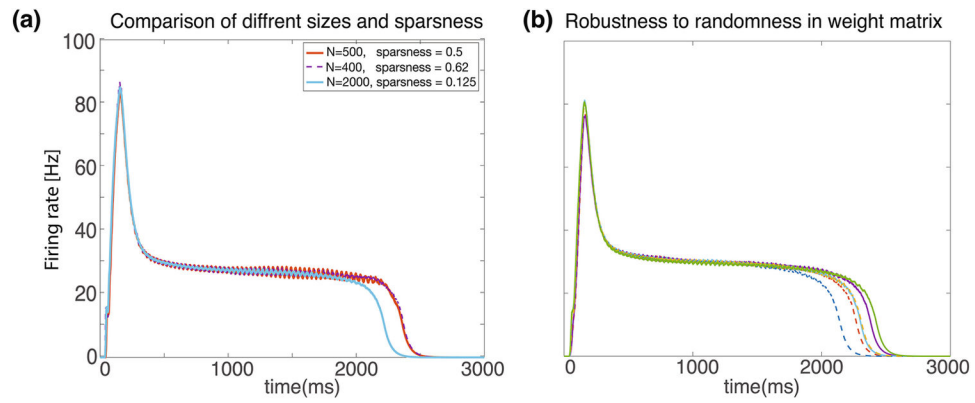 (a) Comparison of diffrent sizes and sparsness
100
80
60
40
20
0
Firing rate [Hz]
N=500, sparsness = 0.5
N=400, sparsness = 0.62
N=2000, sparsness = 0.125
0 1000 2000 3000
time(ms)
(b) Robustness to randomness in weight matrix
0 1000 2000 3000
time(ms)